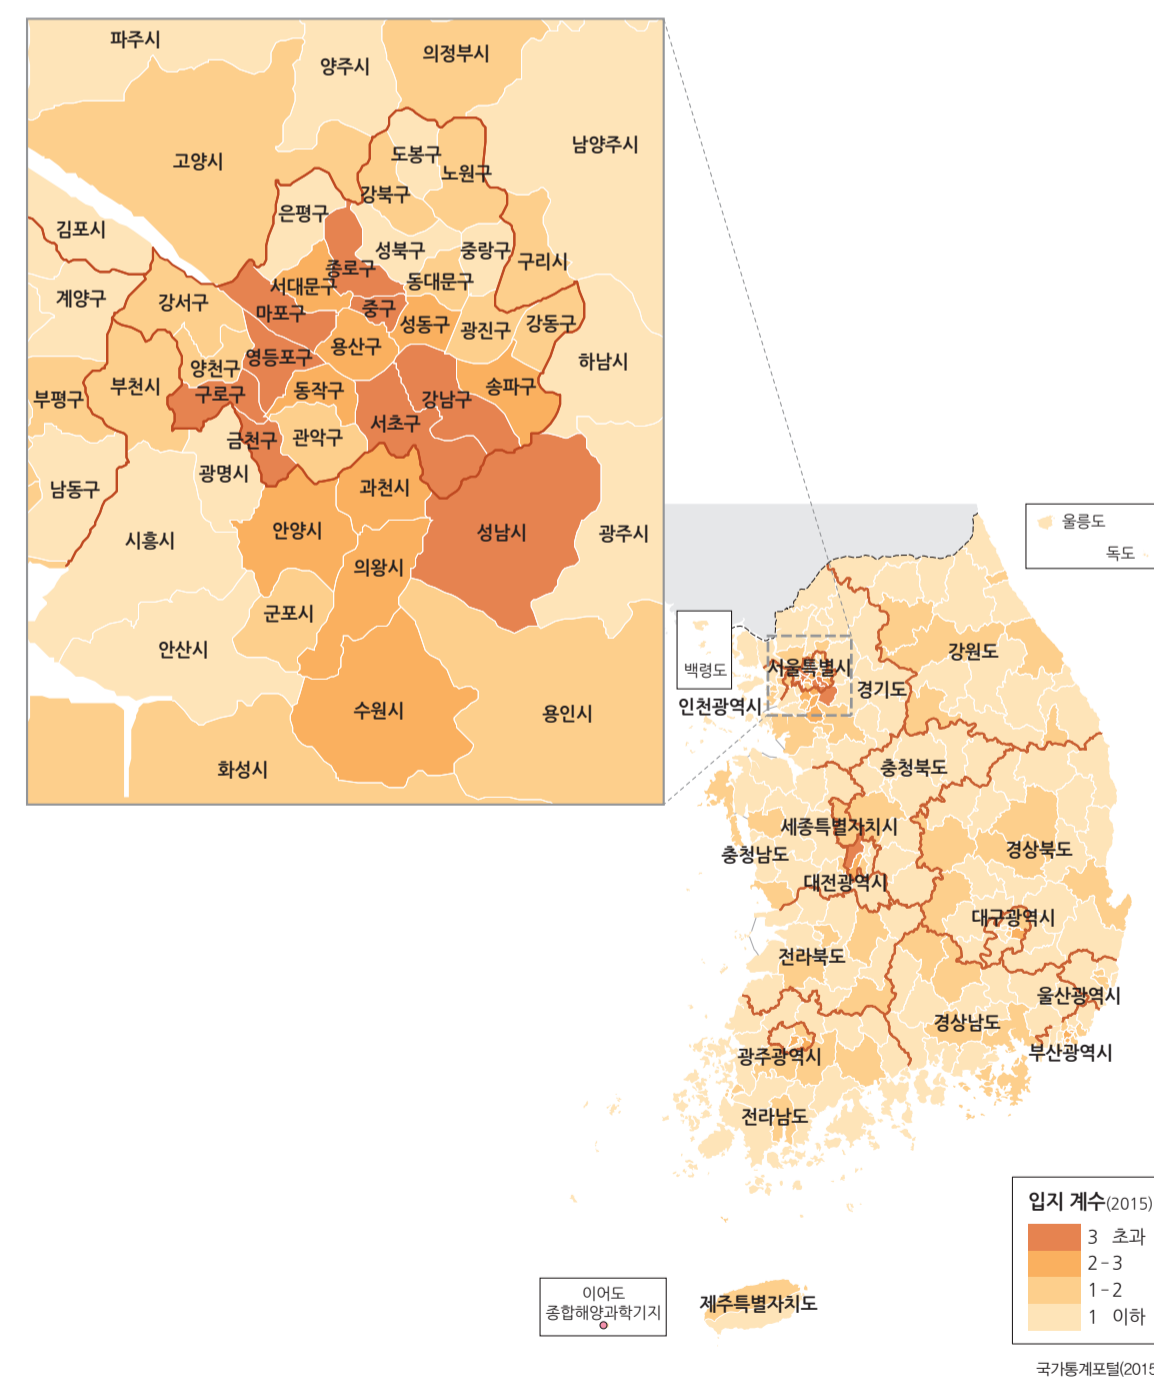 파주시
양주시
의정부시
남양주시
고양시
도봉구
노원구
강북구
은평구
김포시
성북구
중랑구
구리시
종로구
서대문구
동대문구
계양구
강서구
마포구
중구
성동구
광진구
강동구
용산구
영등포구
하남시
양천구
부천시
부평구
구로구
동작구
강남구
송파구
서초구
금천구
관악구
광명시
남동구
과천시
안양시
성남시
광주시
시흥시
의왕시
군포시
안산시
수원시
용인시
화성시
울릉도
독도
백령도
서울특별시
강원도
경기도
인천광역시
충청북도
세종특별자치시
충청남도
경상북도
대전광역시
대구광역시
전라북도
울산광역시
경상남도
광주광역시
부산광역시
전라남도
제주특별자치도
이어도
종합해양과학기지
입지 계수(2015)
3 초과
2-3
1-2
1 이하
국가통계포털(2015